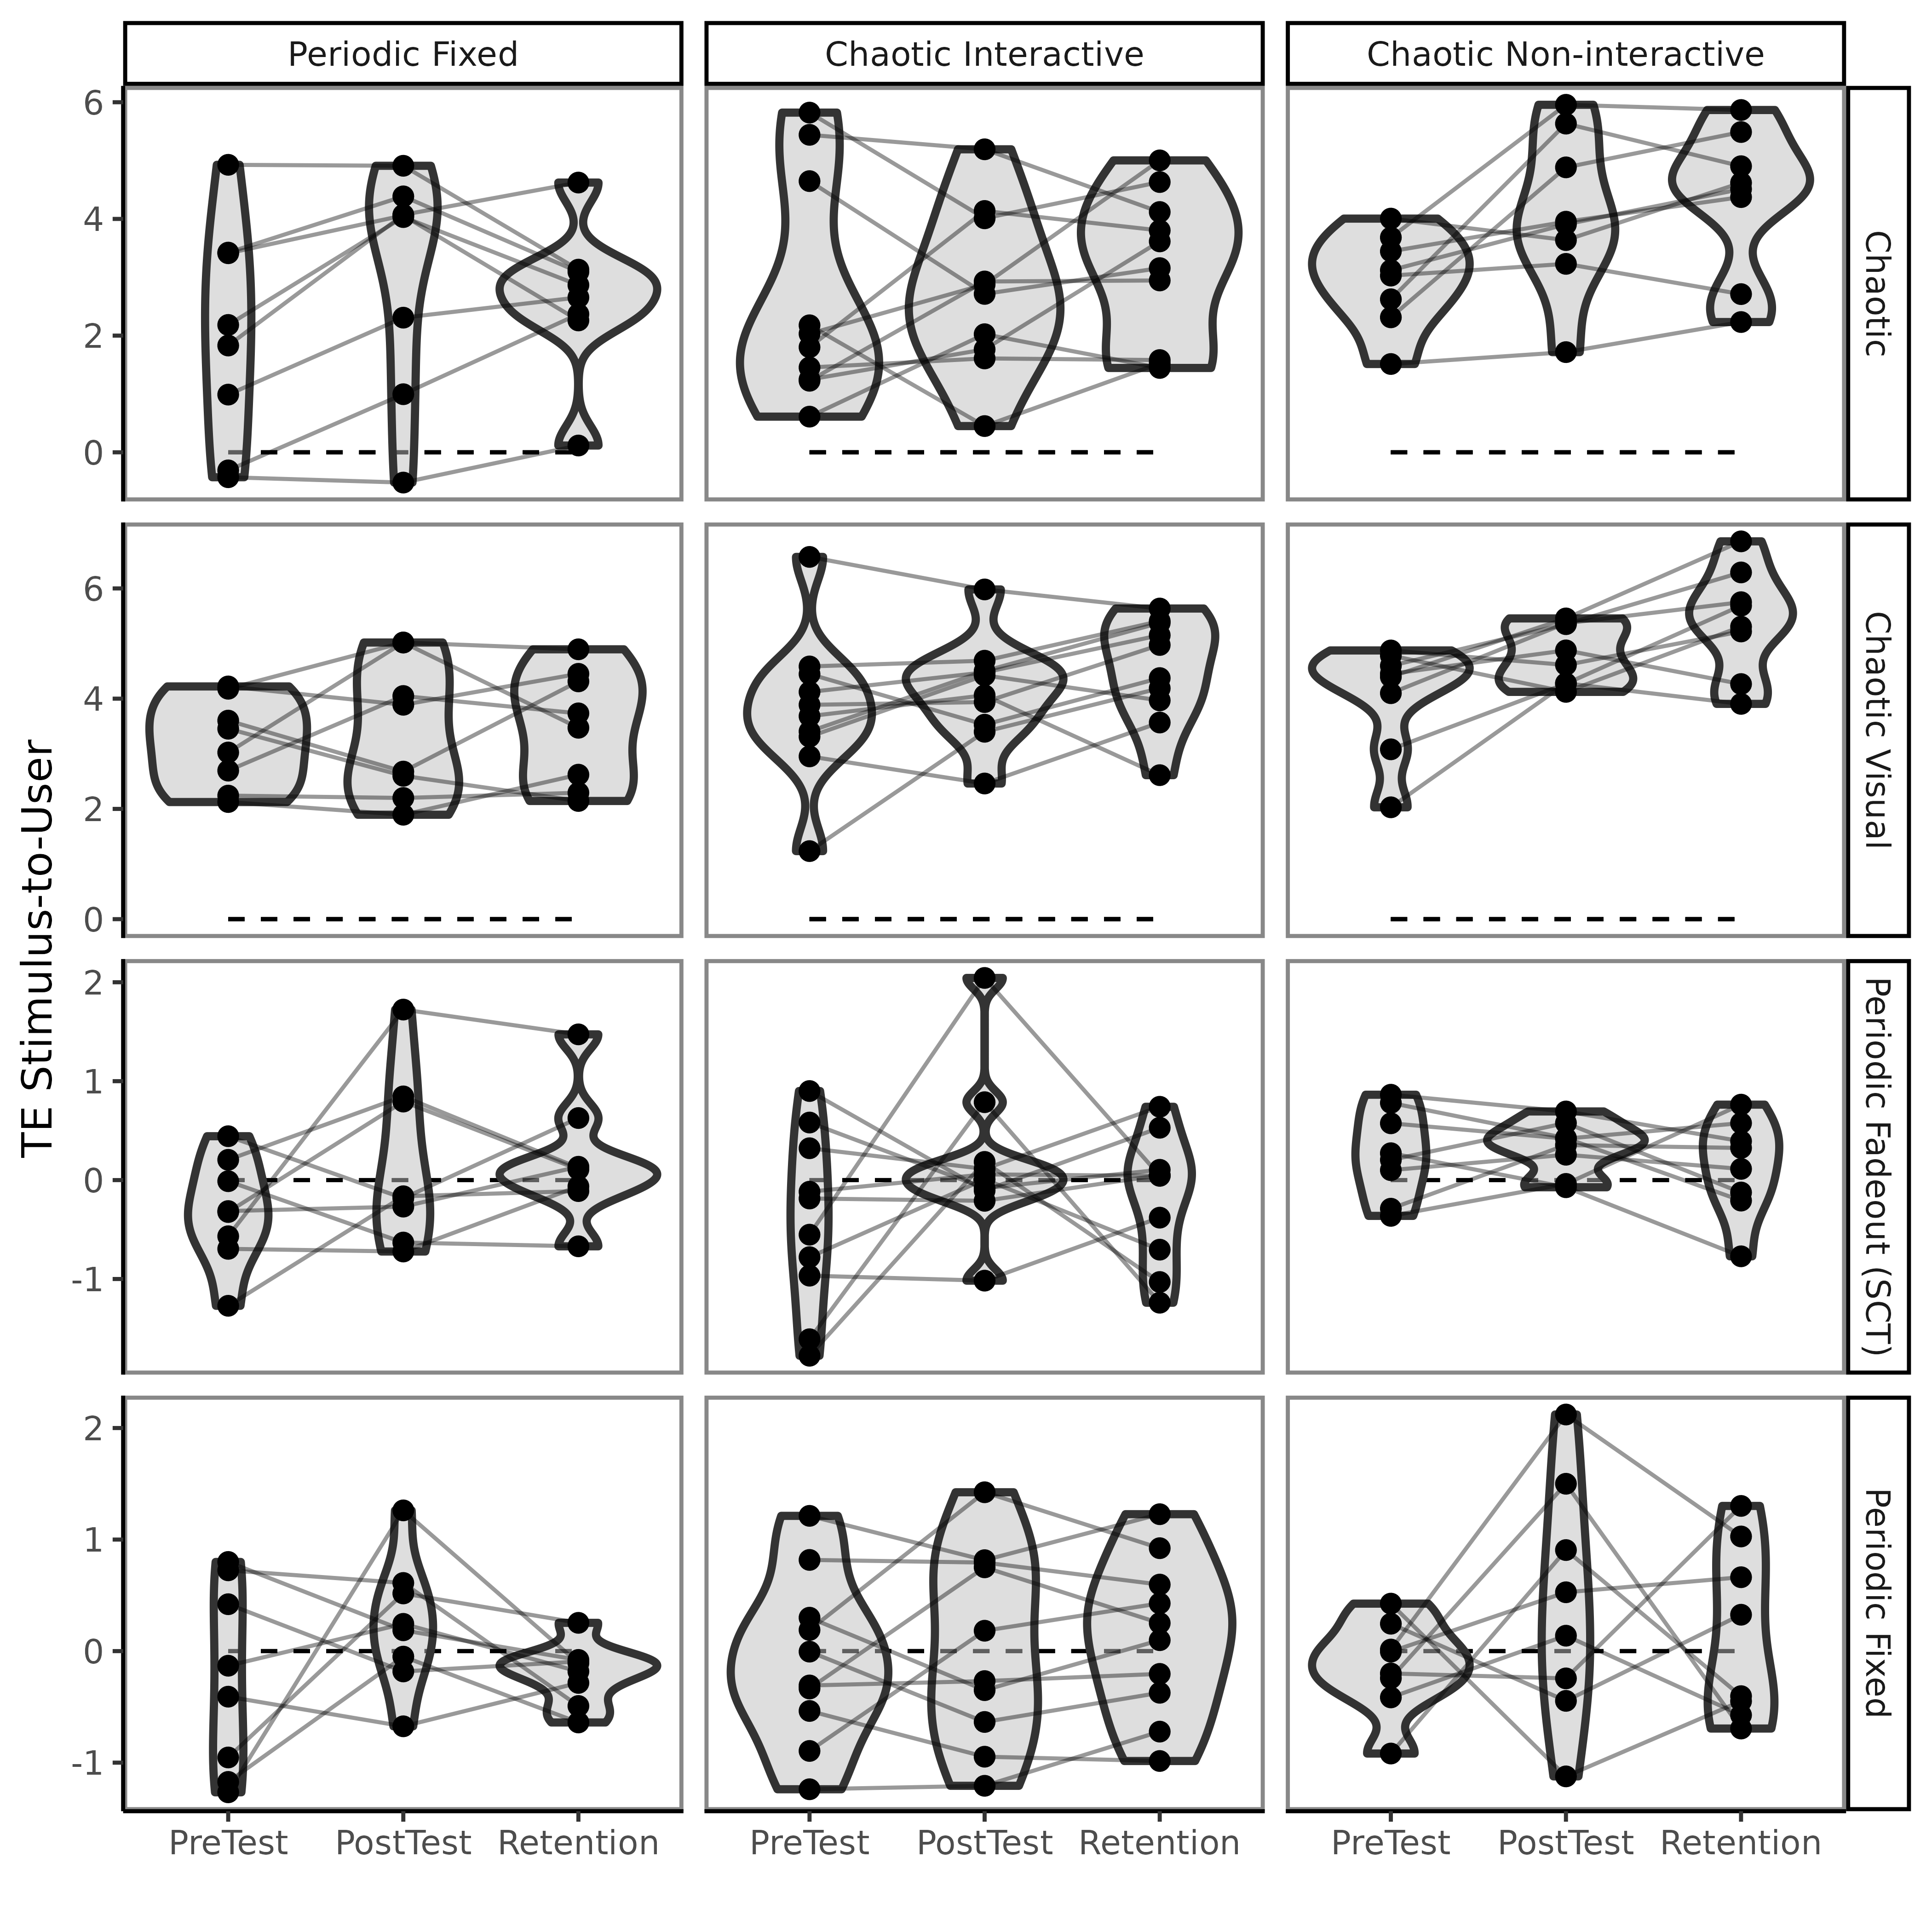 Periodic Fixed Chaotic Interactive Chaotic Non-interactive
6
4
2
0
Chaotic
6
4
2
0
Chaotic Visual
TE Stimulus-to-User
2
1
0
-1
Periodic Fadeout (SCT)
2
1
0
-1
Periodic Fixed
PreTest PostTest Retention PreTest PostTest Retention PreTest PostTest Retention